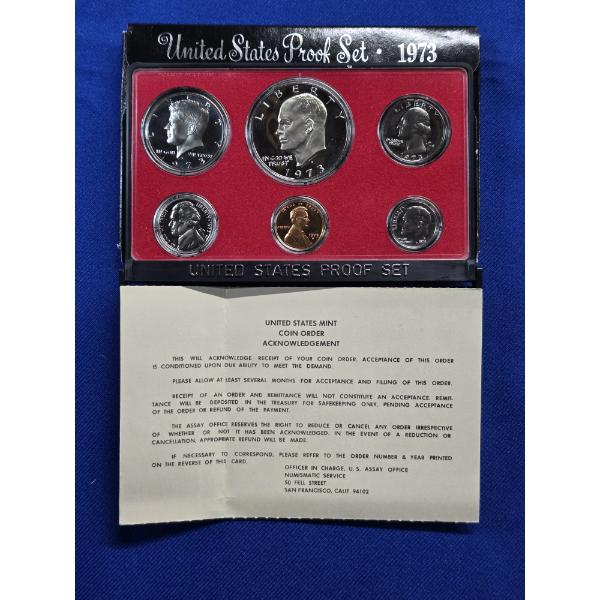 United States Proof Set • 1973
LIBERTY
IN GOD WE TRUST
1973
LIBERTY
IN GOD WE
TRUST
1973
LIBERTY
1973
LIBERTY
UNITED STATES PROOF SET
UNITED STATES MINT
COIN ORDER
ACKNOWLEDGEMENT
THIS WILL ACKNOWLEDGE RECEIPT OF YOUR COIN ORDER. ACCEPTANCE OF THIS ORDER
IS CONDITIONED UPON OUR ABILITY TO MEET THE DEMAND.
PLEASE ALLOW AT LEAST SEVERAL MONTHS FOR ACCEPTANCE AND FILLING OF THIS ORDER.
RECEIPT OF AN ORDER AND REMITTANCE WILL NOT CONSTITUTE AN ACCEPTANCE. REMIT-
TANCE WILL BE DEPOSITED IN THE TREASURY FOR SAFEKEEPING ONLY, PENDING ACCEPTANCE
OF THE ORDER OR REFUND OF THE PAYMENT.
THE ASSAY OFFICE RESERVES THE RIGHT TO REDUCE OR CANCEL ANY ORDER IRRESPECTIVE
OF WHETHER OR NOT IT HAS BEEN ACKNOWLEDGED. IN THE EVENT OF A REDUCTION OR
CANCELLATION, APPROPRIATE REFUND WILL BE MADE.
IF NECESSARY TO CORRESPOND, PLEASE REFER TO THE ORDER NUMBER & YEAR PRINTED
ON THE REVERSE OF THIS CARD.
OFFICER IN CHARGE, U. S. ASSAY OFFICE
NUMISMATIC SERVICE
50 FELL STREET
SAN FRANCISCO, CALIF. 94102